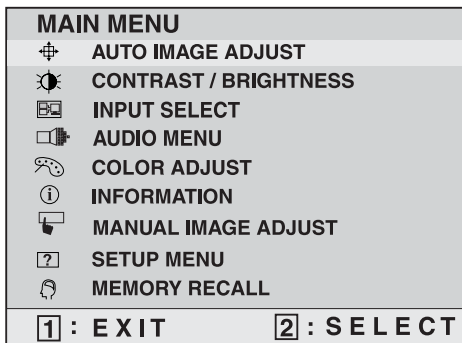 MAIN MENU
AUTO IMAGE ADJUST
CONTRAST / BRIGHTNESS
INPUT SELECT
AUDIO MENU
COLOR ADJUST
INFORMATION
MANUAL IMAGE ADJUST
? SETUP MENU
MEMORY RECALL
1 : EXIT 2 : SELECT